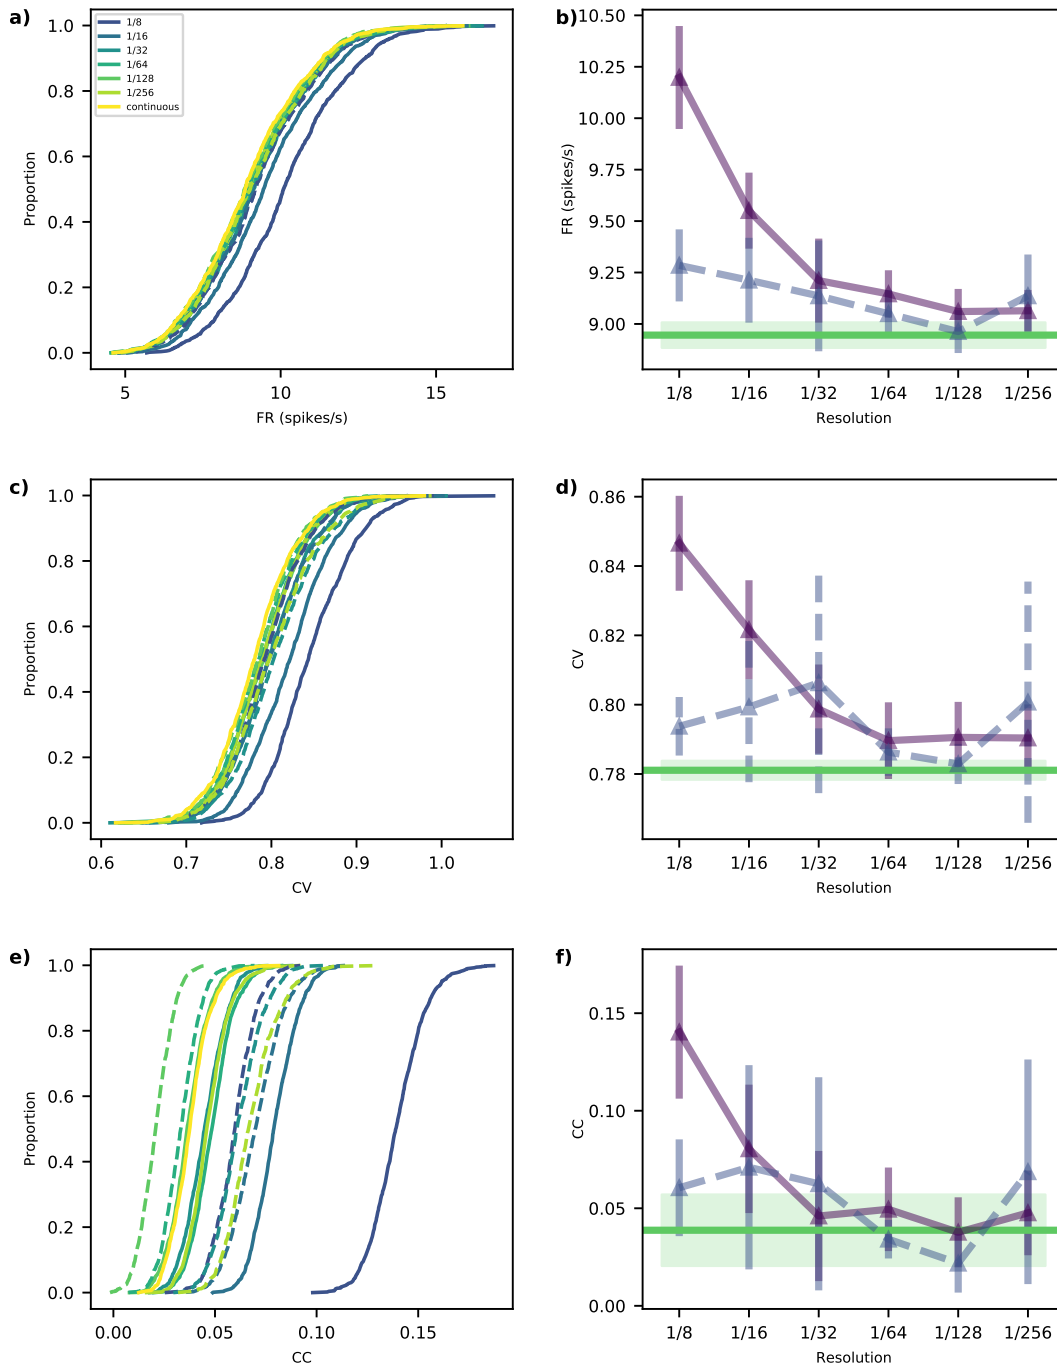 a)
1/8
1/16
1/32
1/64
1/128
1/256
continuous
1.0
0.8
0.6
0.4
0.2
0.0
Proportion
5 10 15
FR (spikes/s)
b)
10.50
10.25
10.00
9.75
9.50
9.25
9.00
FR (spikes/s)
1/8 1/16 1/32 1/64 1/128 1/256
Resolution
c)
1.0
0.8
0.6
0.4
0.2
0.0
Proportion
0.6 0.7 0.8 0.9 1.0
CV
d)
0.86
0.84
0.82
0.80
0.78
CV
1/8 1/16 1/32 1/64 1/128 1/256
Resolution
e)
1.0
0.8
0.6
0.4
0.2
0.0
Proportion
0.00 0.05 0.10 0.15
CC
f)
0.15
0.10
0.05
0.00
CC
1/8 1/16 1/32 1/64 1/128 1/256
Resolution